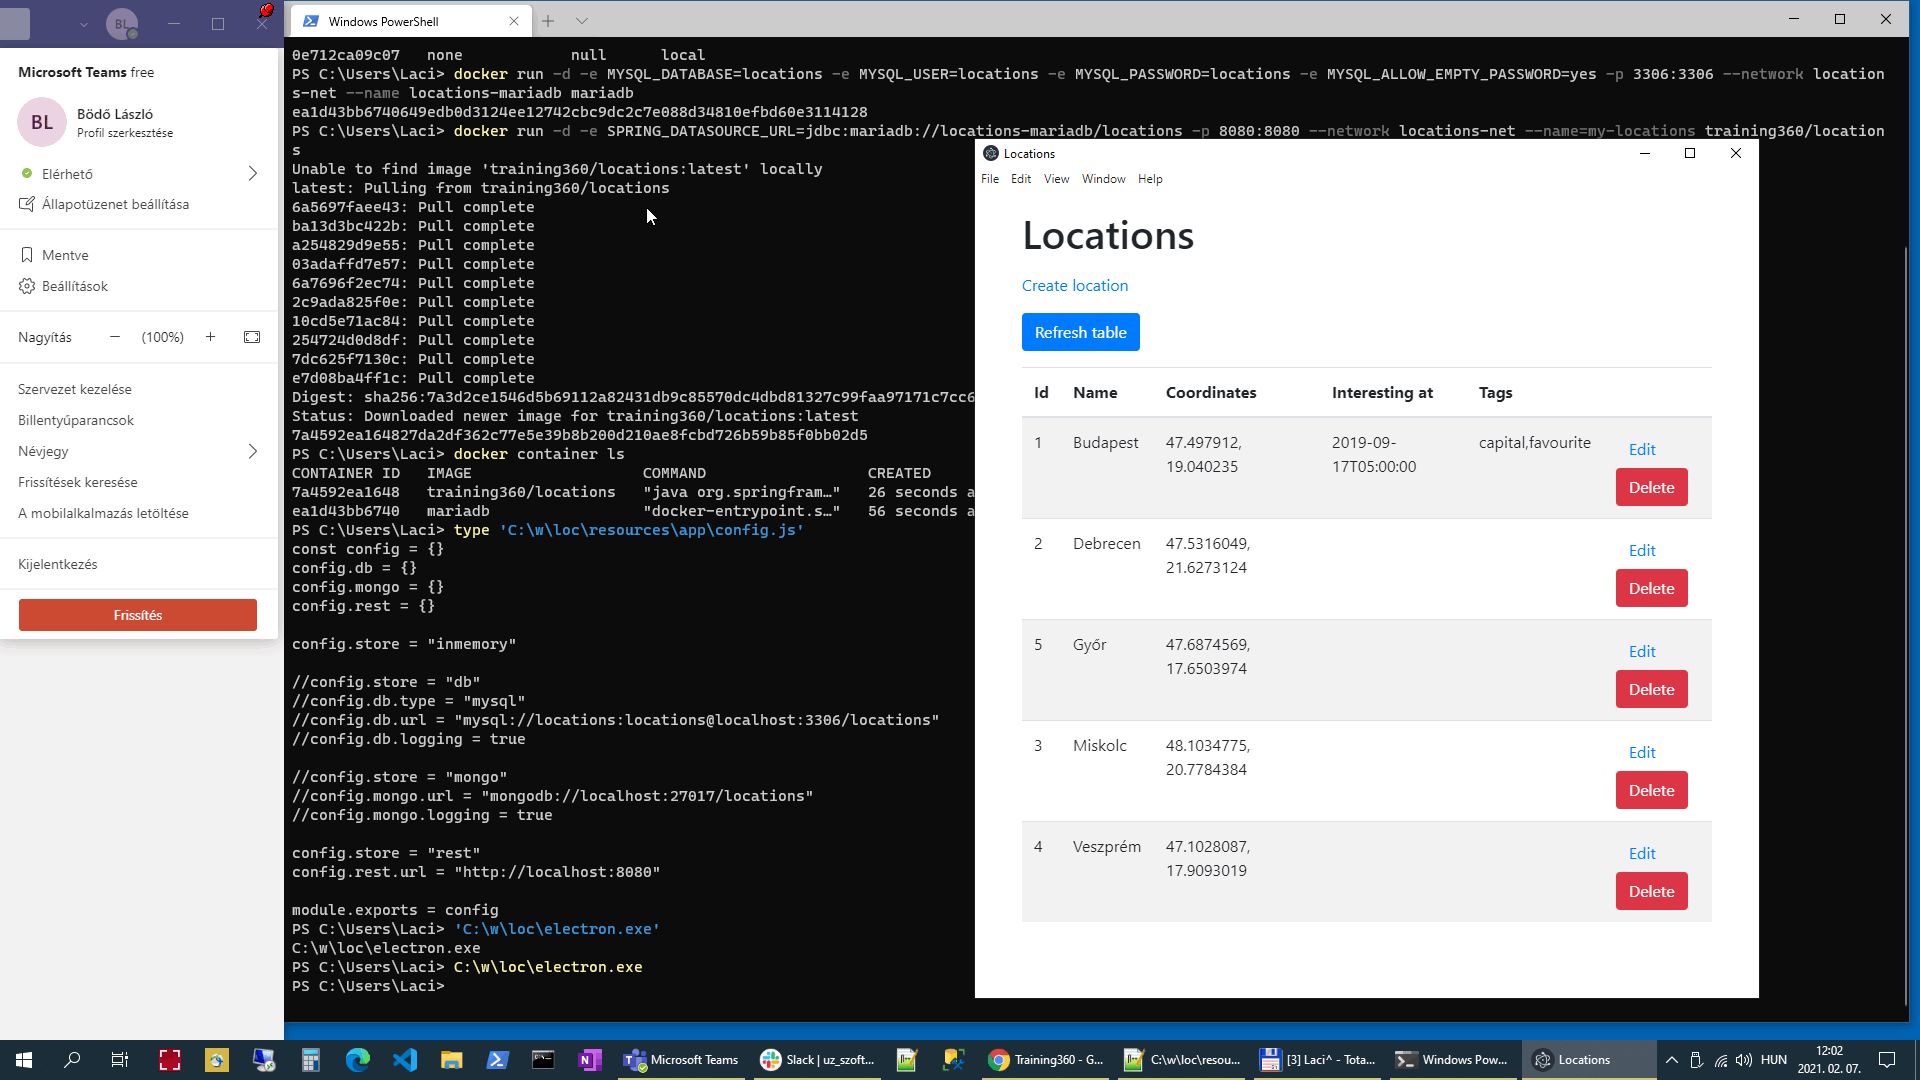 BL
Microsoft Teams free
BL
Bödő László
Profil szerkesztése
Elérhető
Állapotüzenet beállítása
Mentve
Beállítások
Nagyítás
(100%)
Szervezet kezelése
Billentyűparancsok
Névjegy
Frissítések keresése
A mobilalkalmazás letöltése
Kijelentkezés
Frissítés
Windows PowerShell
0e712ca09c07 none null local
PS C:\Users\Laci> docker run -d -e MYSQL_DATABASE=locations -e MYSQL_USER=locations -e MYSQL_PASSWORD=locations -e MYSQL_ALLOW_EMPTY_PASSWORD=yes -p 3306:3306 --network location
s-net --name locations-mariadb mariadb
ea1d43bb6740649edb0d3124ee12742cbc9dc2c7e088d34810efbd60e3114128
PS C:\Users\Laci> docker run -d -e SPRING_DATASOURCE_URL=jdbc:mariadb://locations-mariadb/locations -p 8080:8080 --network locations-net --name=my-locations training360/location
s
Unable to find image 'training360/locations:latest' locally
latest: Pulling from training360/locations
6a5697faee43: Pull complete
ba13d3bc422b: Pull complete
a254829d9e55: Pull complete
03adaffd7e57: Pull complete
6a7696f2ec74: Pull complete
2c9ada825f0e: Pull complete
10cd5e71ac84: Pull complete
254724d0d8df: Pull complete
7dc625f7130c: Pull complete
e7d08ba4ff1c: Pull complete
Digest: sha256:7a3d2ce1546d5b69112a82431db9c85570dc4dbd81327c99faa97171c7cc6
Status: Downloaded newer image for training360/locations:latest
7a4592ea164827da2df362c77e5e39b8b200d210ae8fcbd726b59b85f0bb02d5
PS C:\Users\Laci> docker container ls
CONTAINER ID IMAGE COMMAND CREATED
7a4592ea1648 training360/locations "java org.springfram…" 26 seconds a
ea1d43bb6740 mariadb "docker-entrypoint.s…" 56 seconds a
PS C:\Users\Laci> type 'C:\w\loc\resources\app\config.js'
const config = {}
config.db = {}
config.mongo = {}
config.rest = {}
config.store = "inmemory"
//config.store = "db"
//config.db.type = "mysql"
//config.db.url = "mysql://locations:locations@localhost:3306/locations"
//config.db.logging = true
//config.store = "mongo"
//config.mongo.url = "mongodb://localhost:27017/locations"
//config.mongo.logging = true
config.store = "rest"
config.rest.url = "http://localhost:8080"
module.exports = config
PS C:\Users\Laci> 'C:\w\loc\electron.exe'
C:\w\loc\electron.exe
PS C:\Users\Laci> C:\w\loc\electron.exe
PS C:\Users\Laci>
Locations
File Edit View Window Help
Locations
Create location
Refresh table
Id Name Coordinates Interesting at Tags
1 Budapest 47.497912, 2019-09- capital,favourite Edit
19.040235 17T05:00:00
Delete
2 Debrecen 47.5316049, Edit
21.6273124
Delete
5 Győr 47.6874569, Edit
17.6503974
Delete
3 Miskolc 48.1034775, Edit
20.7784384
Delete
4 Veszprém 47.1028087, Edit
17.9093019
Delete
Microsoft Teams
Slack | uz_szoft...
Training360 - G...
C:\w\loc\resou...
[3] Laci^ - Tota...
Windows Pow...
Locations
HUN
12:02
2021. 02. 07.